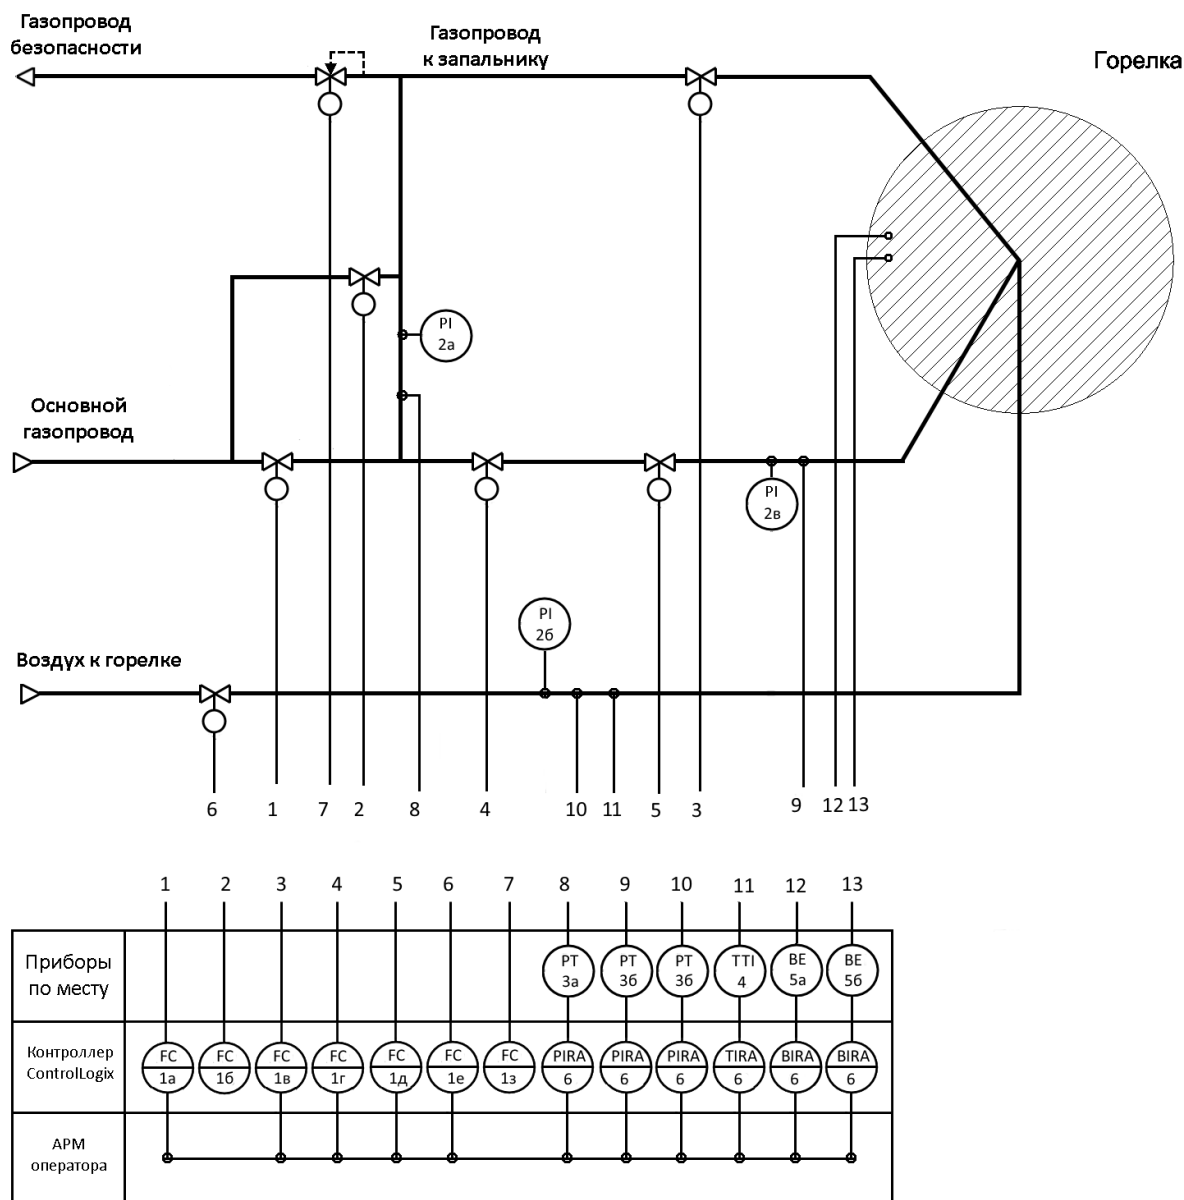 Газопровод
безопасности
Газопровод
к запальнику
Горелка
PI
2а
Основной
газопровод
PI
2в
PI
2б
Воздух к горелке
6 1 7 2 8 4 10 11 5 3 9 12 13
1 2 3 4 5 6 7 8 9 10 11 12 13
Приборы
по месту
PT PT PT TTI BE BE
3а 3б 3б 4 5а 5б
Контроллер
ControlLogix
FC FC FC FC FC FC FC PIRA PIRA PIRA TIRA BIRA BIRA
1а 1б 1в 1г 1д 1е 1з 6 6 6 6 6 6
АРМ
оператора